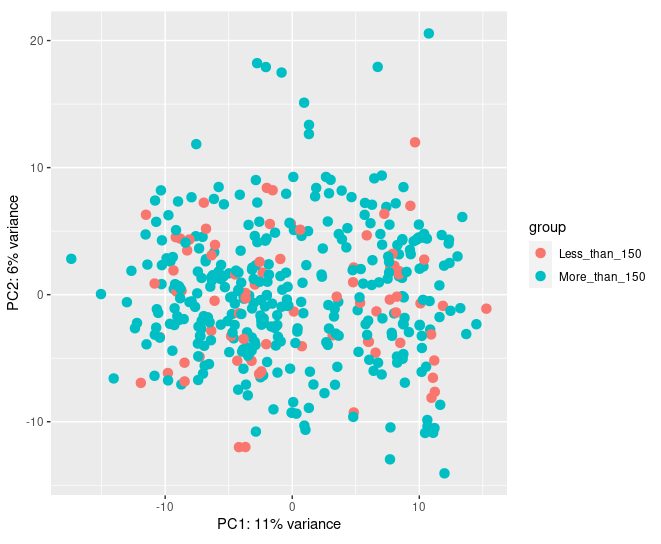 20
10
0
-10
PC2: 6% variance
-10 0 10
PC1: 11% variance
group
Less_than_150
More_than_150